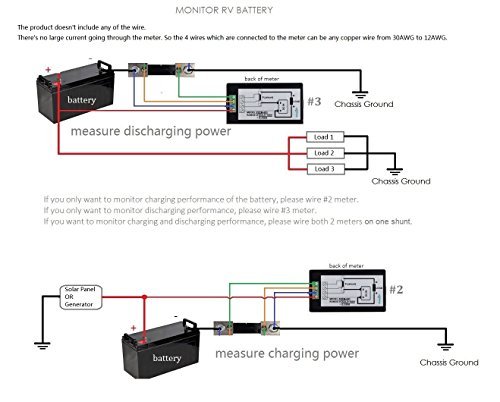 MONITOR RV BATTERY
The product doesn't include any of the wire.
There's no large current going through the meter. So the 4 wires which are connected to the meter can be any copper wire from 30AWG to 12AWG.
back of meter
#3
battery
Chassis Ground
measure discharging power
Load 1
Load 2
Load 3
Chassis Ground
If you only want to monitor charging performance of the battery, please wire #2 meter.
If you only want to monitor discharging performance, please wire #3 meter.
If you want to monitor charging and discharging performance, please wire both 2 meters on one shunt.
back of meter
#2
Solar Panel
OR
Generator
battery
measure charging power
Chassis Ground